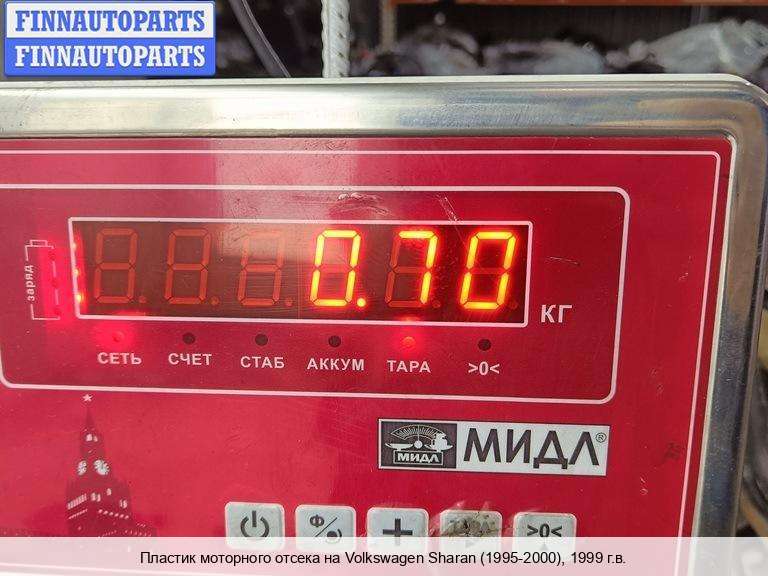 FINNAUTOPARTS
FINNAUTOPARTS
заряд
0.70
КГ
СЕТЬ СЧЕТ СТАБ АККУМ ТАРА >0<
МИДЛ
МИДЛ®
Ф
+
>0<
Пластик моторного отсека на Volkswagen Sharan (1995-2000), 1999 г.в.